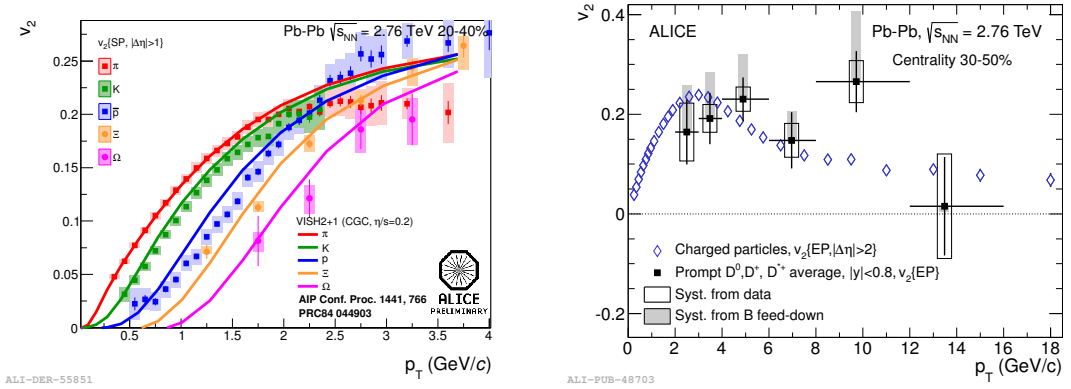 v₂
Pb-Pb √sNN = 2.76 TeV 20-40%
v₂{SP, |Δη|>1}
π
K
p̅
Ξ
Ω
0.25
0.2
0.15
0.1
0.05
0
VISH2+1 (CGC, η/s=0.2)
π
K
p
Ξ
Ω
AIP Conf. Proc. 1441, 766
PRC84 044903
ALICE
PRELIMINARY
0.5 1 1.5 2 2.5 3 3.5 4
pT (GeV/c)
ALI-DER-55851
v₂
ALICE
Pb-Pb, √sNN = 2.76 TeV
Centrality 30-50%
0.4
0.2
0
-0.2
Charged particles, v₂{EP,|Δη|>2}
Prompt D⁰,D⁺, D*⁺ average, |y|<0.8, v₂{EP}
Syst. from data
Syst. from B feed-down
0 2 4 6 8 10 12 14 16 18
pT (GeV/c)
ALI-PUB-48703